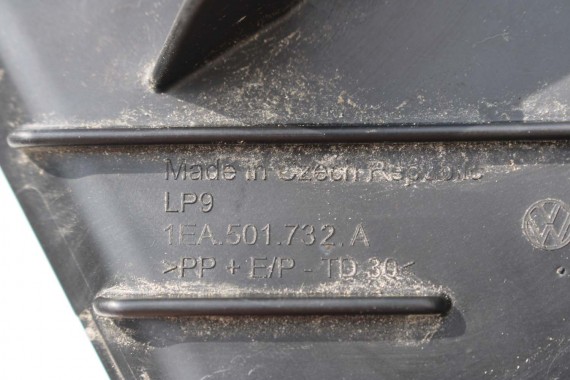 Made in Czech Republic
LP9
1EA.501.732.A
>PP + E/P - TD 30<